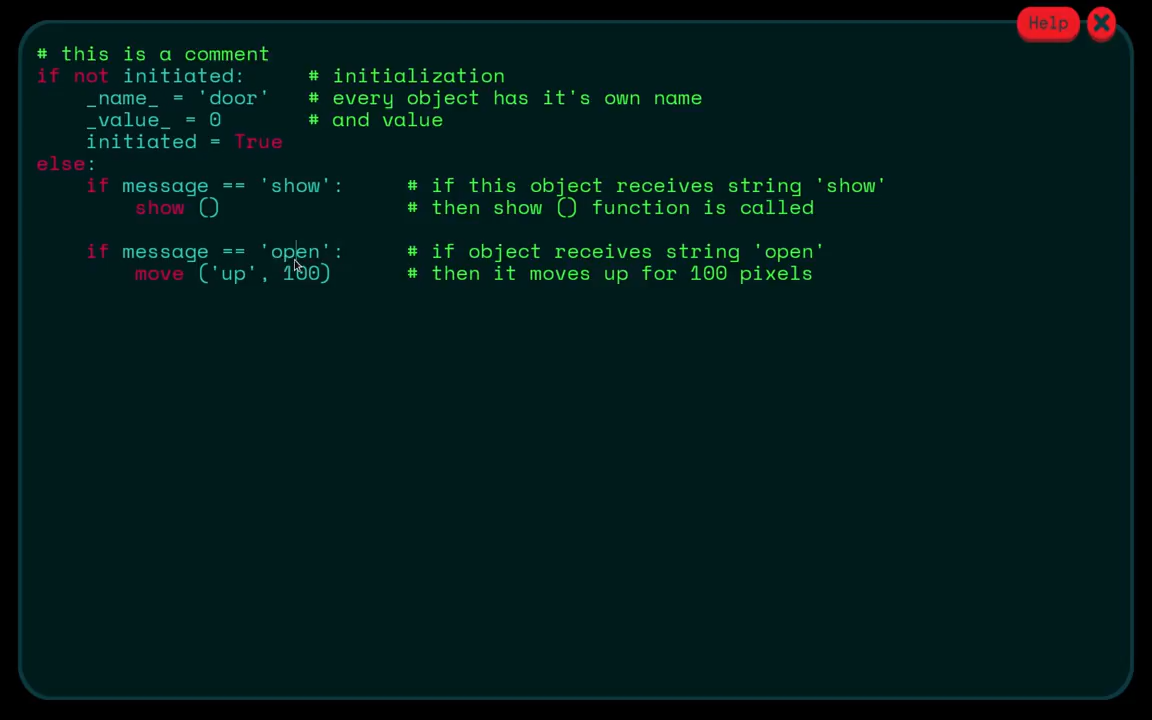 Help
# this is a comment
if not initiated: # initialization
_name_ = 'door' # every object has it's own name
_value_ = 0 # and value
initiated = True
else:
if message == 'show': # if this object receives string 'show'
show () # then show () function is called
if message == 'open': # if object receives string 'open'
move ('up', 100) # then it moves up for 100 pixels